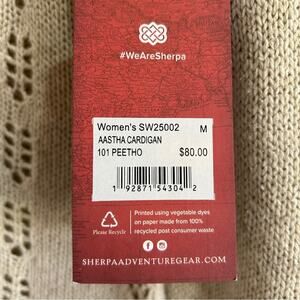 #WeAreSherpa
Women's SW25002 M
AASTHA CARDIGAN
101 PEETHO $80.00
1 92871 54304 2
Please Recycle
Printed using vegetable dyes
on paper made from 100%
recycled post consumer waste
SHERPAADVENTUREGEAR.COM